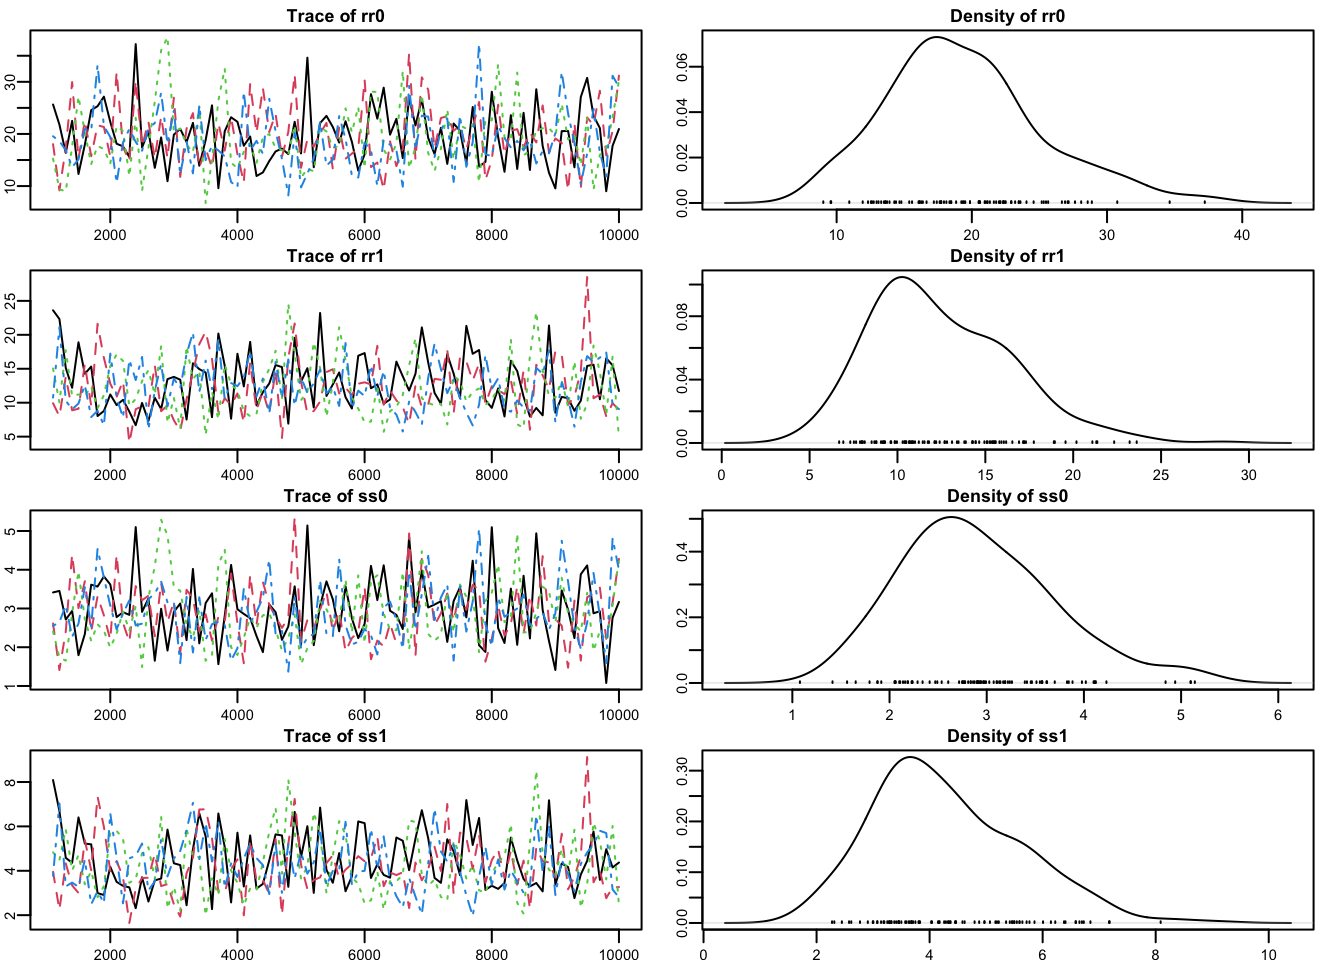 Trace of rr0
10 20 30
2000 4000 6000 8000 10000
Density of rr0
0.00 0.02 0.04 0.06
10 20 30 40
Trace of rr1
5 10 15 20 25
2000 4000 6000 8000 10000
Density of rr1
0.00 0.04 0.08
0 5 10 15 20 25 30
Trace of ss0
1 2 3 4 5
2000 4000 6000 8000 10000
Density of ss0
0.0 0.2 0.4
1 2 3 4 5 6
Trace of ss1
2 4 6 8
2000 4000 6000 8000 10000
Density of ss1
0.00 0.10 0.20 0.30
0 2 4 6 8 10